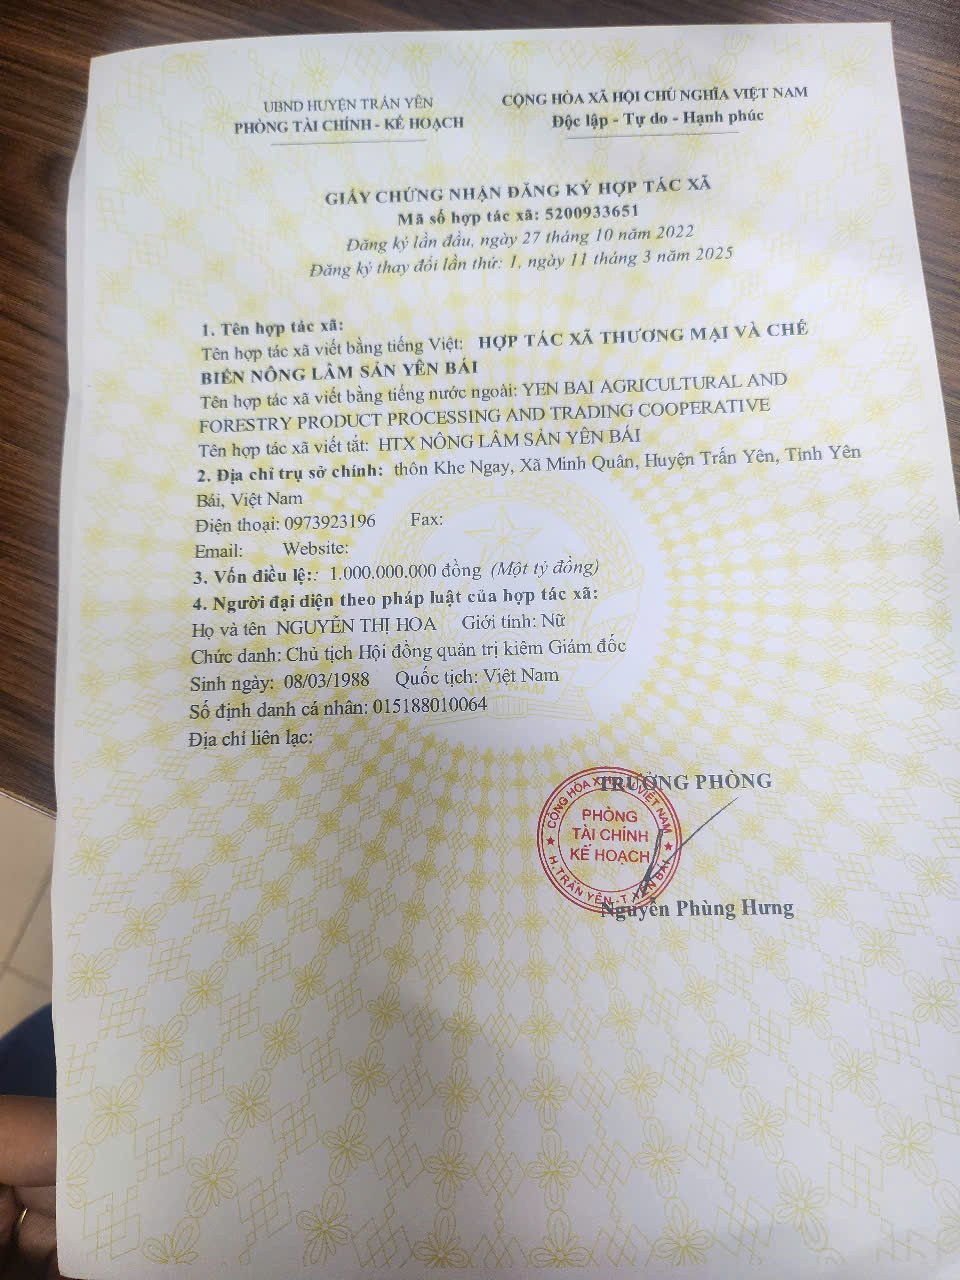 UBND HUYỆN TRẤN YÊN
PHÒNG TÀI CHÍNH - KẾ HOẠCH
CỘNG HÒA XÃ HỘI CHỦ NGHĨA VIỆT NAM
Độc lập - Tự do - Hạnh phúc
GIẤY CHỨNG NHẬN ĐĂNG KÝ HỢP TÁC XÃ
Mã số hợp tác xã: 5200933651
Đăng ký lần đầu, ngày 27 tháng 10 năm 2022
Đăng ký thay đổi lần thứ: 1, ngày 11 tháng 3 năm 2025
1. Tên hợp tác xã:
Tên hợp tác xã viết bằng tiếng Việt: HỢP TÁC XÃ THƯƠNG MẠI VÀ CHẾ
BIẾN NÔNG LÂM SẢN YÊN BÁI
Tên hợp tác xã viết bằng tiếng nước ngoài: YEN BAI AGRICULTURAL AND
FORESTRY PRODUCT PROCESSING AND TRADING COOPERATIVE
Tên hợp tác xã viết tắt: HTX NÔNG LÂM SẢN YÊN BÁI
2. Địa chỉ trụ sở chính: thôn Khe Ngay, Xã Minh Quân, Huyện Trấn Yên, Tỉnh Yên
Bái, Việt Nam
Điện thoại: 0973923196 Fax:
Email: Website:
3. Vốn điều lệ:: 1.000.000.000 đồng (Một tỷ đồng)
4. Người đại diện theo pháp luật của hợp tác xã:
Họ và tên NGUYỄN THỊ HOA Giới tính: Nữ
Chức danh: Chủ tịch Hội đồng quản trị kiêm Giám đốc
Sinh ngày: 08/03/1988 Quốc tịch: Việt Nam
VIỆT NAM
Số định danh cá nhân: 015188010064
Địa chỉ liên lạc:
TRƯỞNG PHÒNG
CỘNG HÒA XHCN VIỆT NAM
PHÒNG
TÀI CHÍNH
KẾ HOẠCH
H.TRẤN YÊN - T.YÊN BÁI
Nguyễn Phùng Hưng